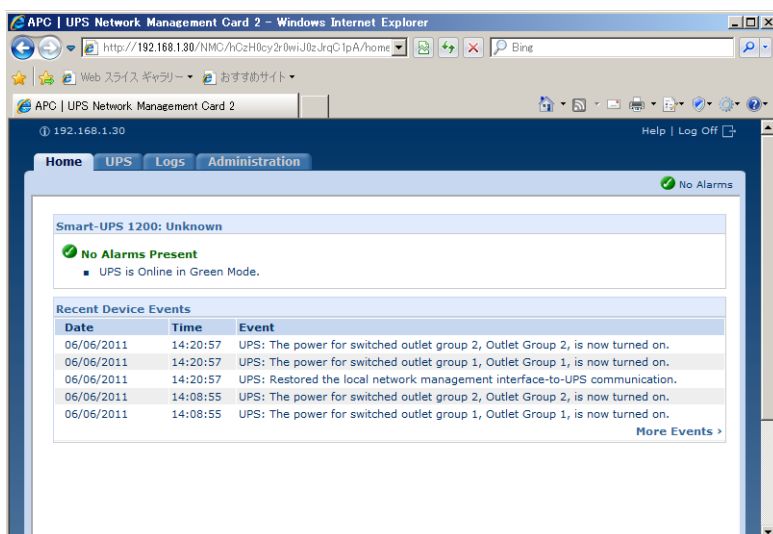 APC | UPS Network Management Card 2 - Windows Internet Explorer
http://192.168.1.30/NMC/hCzH0cy2r0wiJ0zJrqC1pA/home
Bing
Web スライス ギャラリー
おすすめサイト
APC | UPS Network Management Card 2
192.168.1.30
Help | Log Off
Home UPS Logs Administration
No Alarms
Smart-UPS 1200: Unknown
No Alarms Present
UPS is Online in Green Mode.
Recent Device Events
Date Time Event
06/06/2011 14:20:57 UPS: The power for switched outlet group 2, Outlet Group 2, is now turned on.
06/06/2011 14:20:57 UPS: The power for switched outlet group 1, Outlet Group 1, is now turned on.
06/06/2011 14:20:57 UPS: Restored the local network management interface-to-UPS communication.
06/06/2011 14:08:55 UPS: The power for switched outlet group 2, Outlet Group 2, is now turned on.
06/06/2011 14:08:55 UPS: The power for switched outlet group 1, Outlet Group 1, is now turned on.
More Events ›